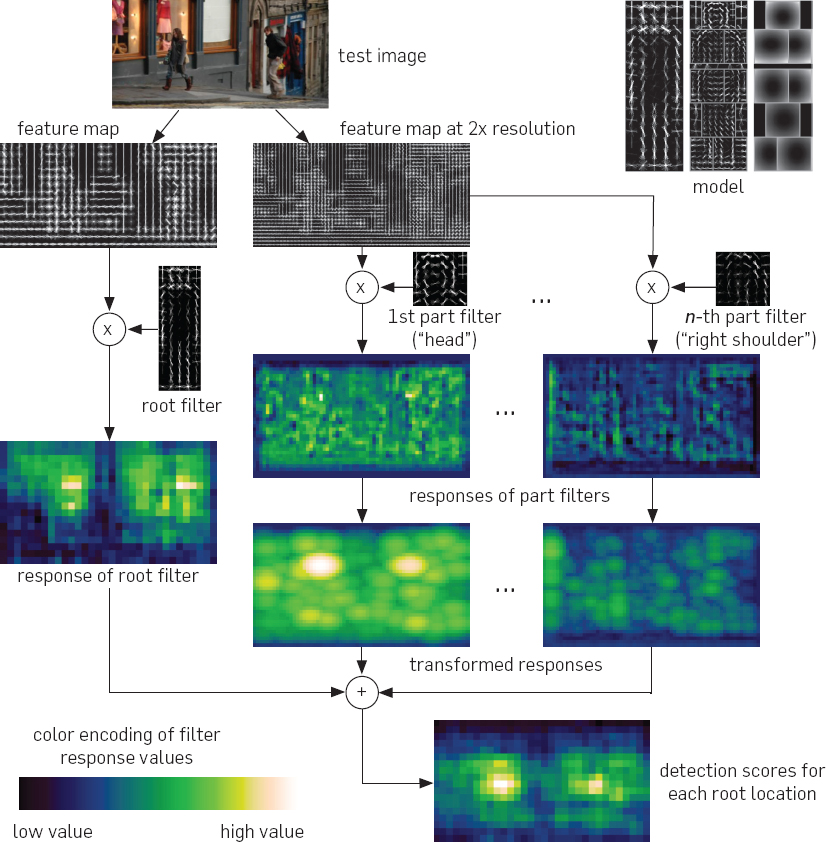 test image
feature map
feature map at 2x resolution
model
x
x
...
x
1st part filter
("head")
n-th part filter
("right shoulder")
root filter
...
responses of part filters
response of root filter
...
transformed responses
+
color encoding of filter
response values
low value
high value
detection scores for
each root location